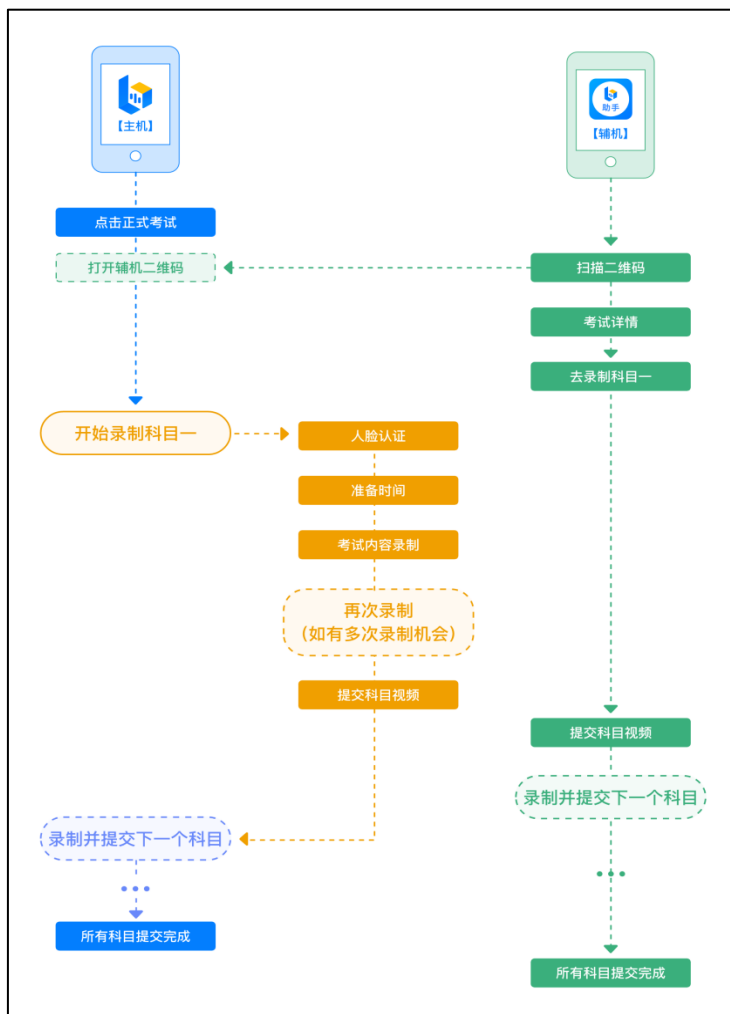 【主机】
助手
【辅机】
点击正式考试
打开辅机二维码
扫描二维码
考试详情
去录制科目一
开始录制科目一
人脸认证
准备时间
考试内容录制
再次录制
（如有多次录制机会）
提交科目视频
提交科目视频
录制并提交下一个科目
录制并提交下一个科目
所有科目提交完成
所有科目提交完成